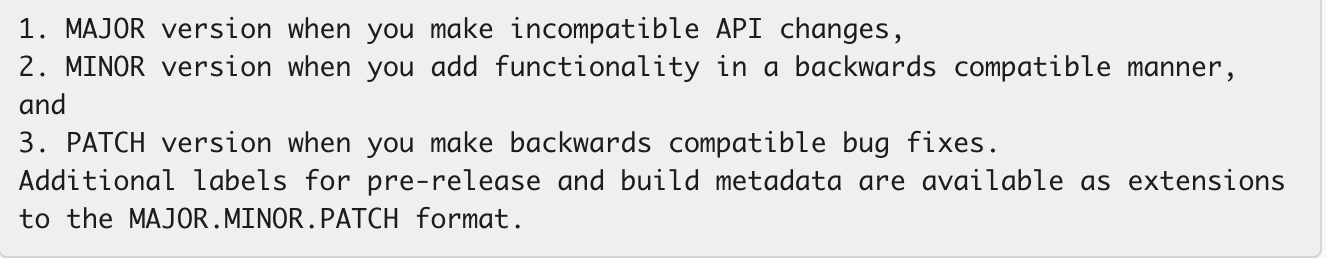 1. MAJOR version when you make incompatible API changes,
2. MINOR version when you add functionality in a backwards compatible manner,
and
3. PATCH version when you make backwards compatible bug fixes.
Additional labels for pre-release and build metadata are available as extensions
to the MAJOR.MINOR.PATCH format.